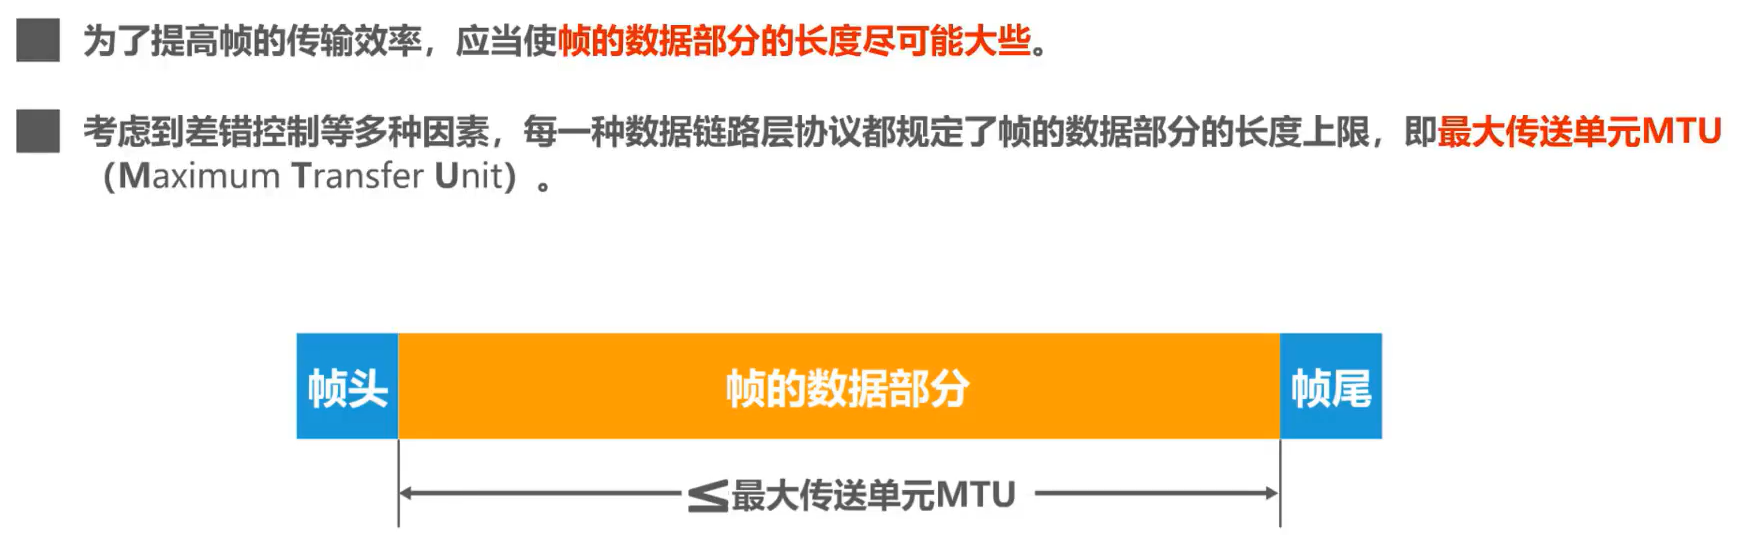 为了提高帧的传输效率，应当使帧的数据部分的长度尽可能大些。
考虑到差错控制等多种因素，每一种数据链路层协议都规定了帧的数据部分的长度上限，即最大传送单元MTU
（Maximum Transfer Unit）。
帧头 帧的数据部分 帧尾
≤最大传送单元MTU